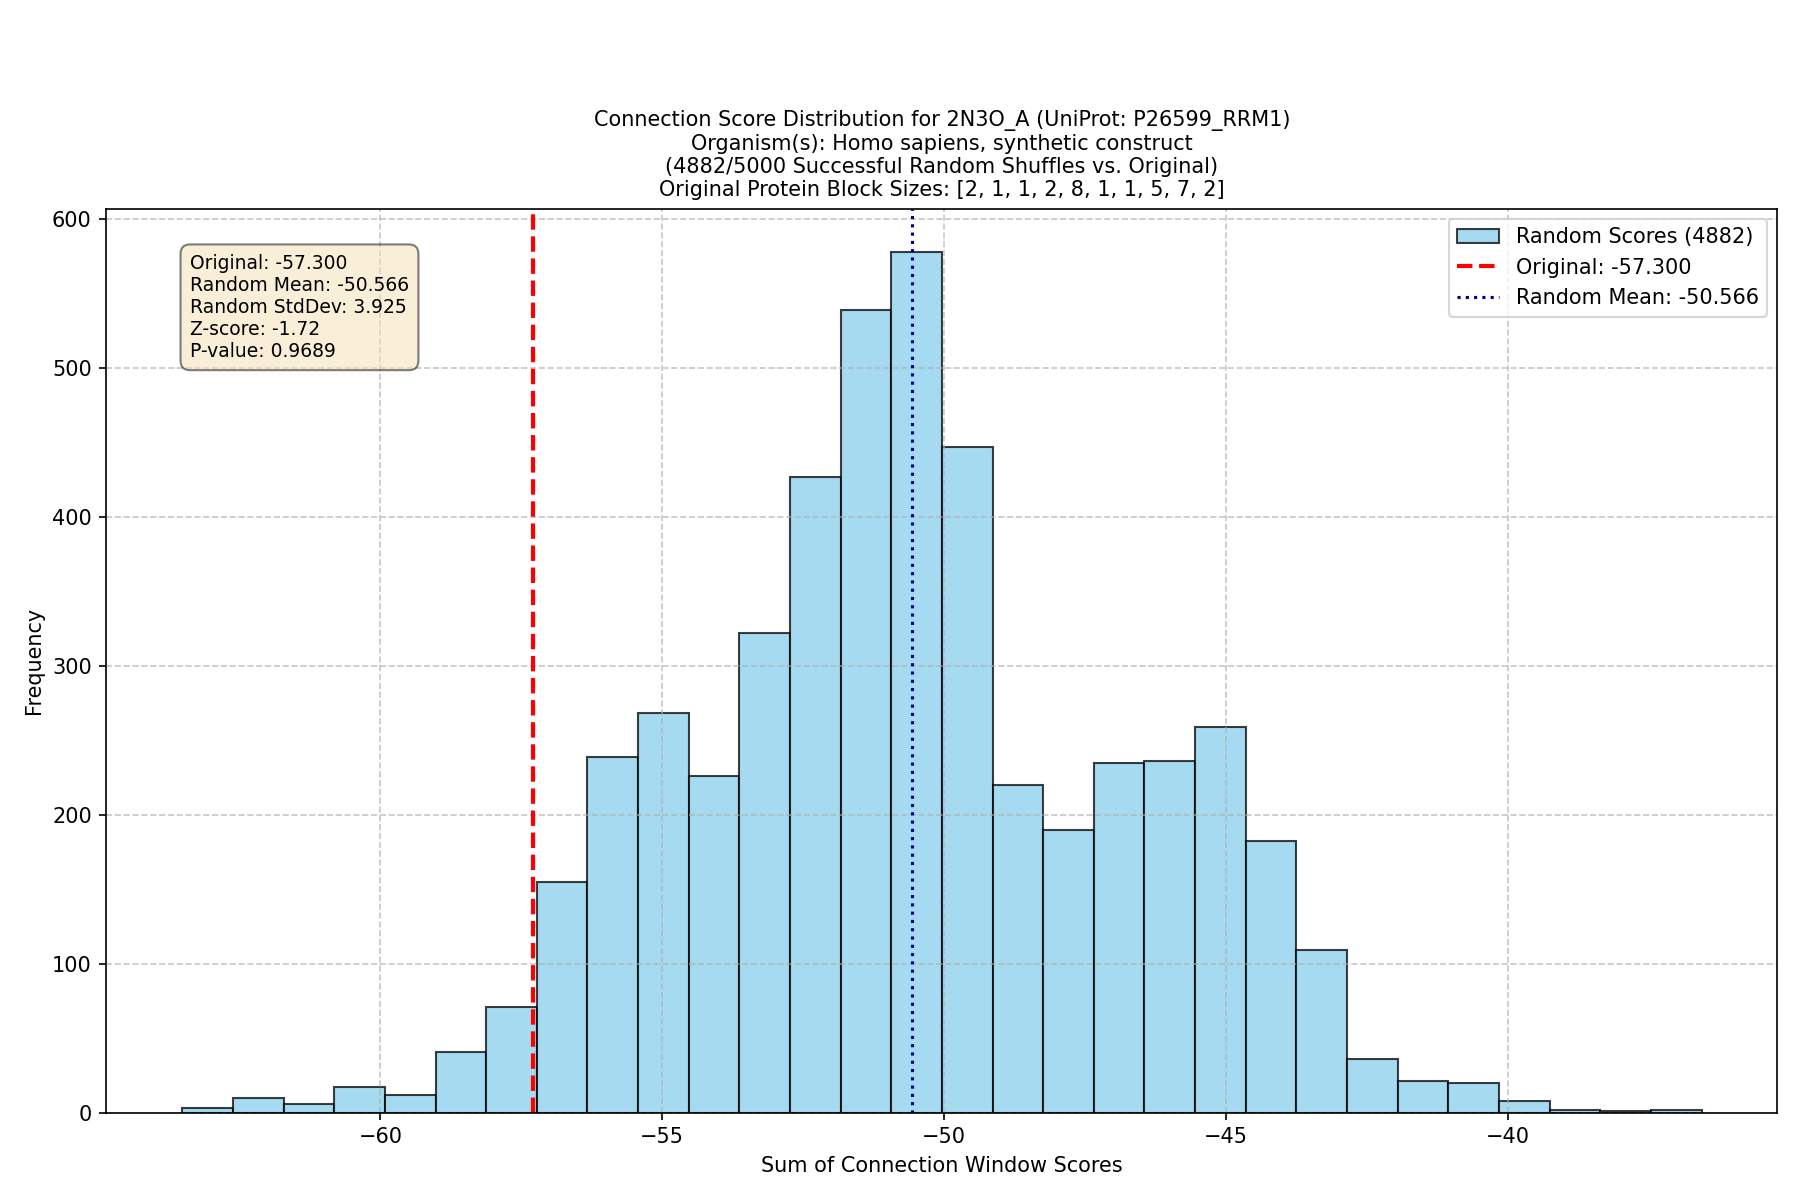 Connection Score Distribution for 2N3O_A (UniProt: P26599_RRM1)
Organism(s): Homo sapiens, synthetic construct
(4882/5000 Successful Random Shuffles vs. Original)
Original Protein Block Sizes: [2, 1, 1, 2, 8, 1, 1, 5, 7, 2]
Original: -57.300
Random Mean: -50.566
Random StdDev: 3.925
Z-score: -1.72
P-value: 0.9689
Random Scores (4882)
Original: -57.300
Random Mean: -50.566
600
500
400
300
200
100
0
Frequency
−60
−55
−50
−45
−40
Sum of Connection Window Scores